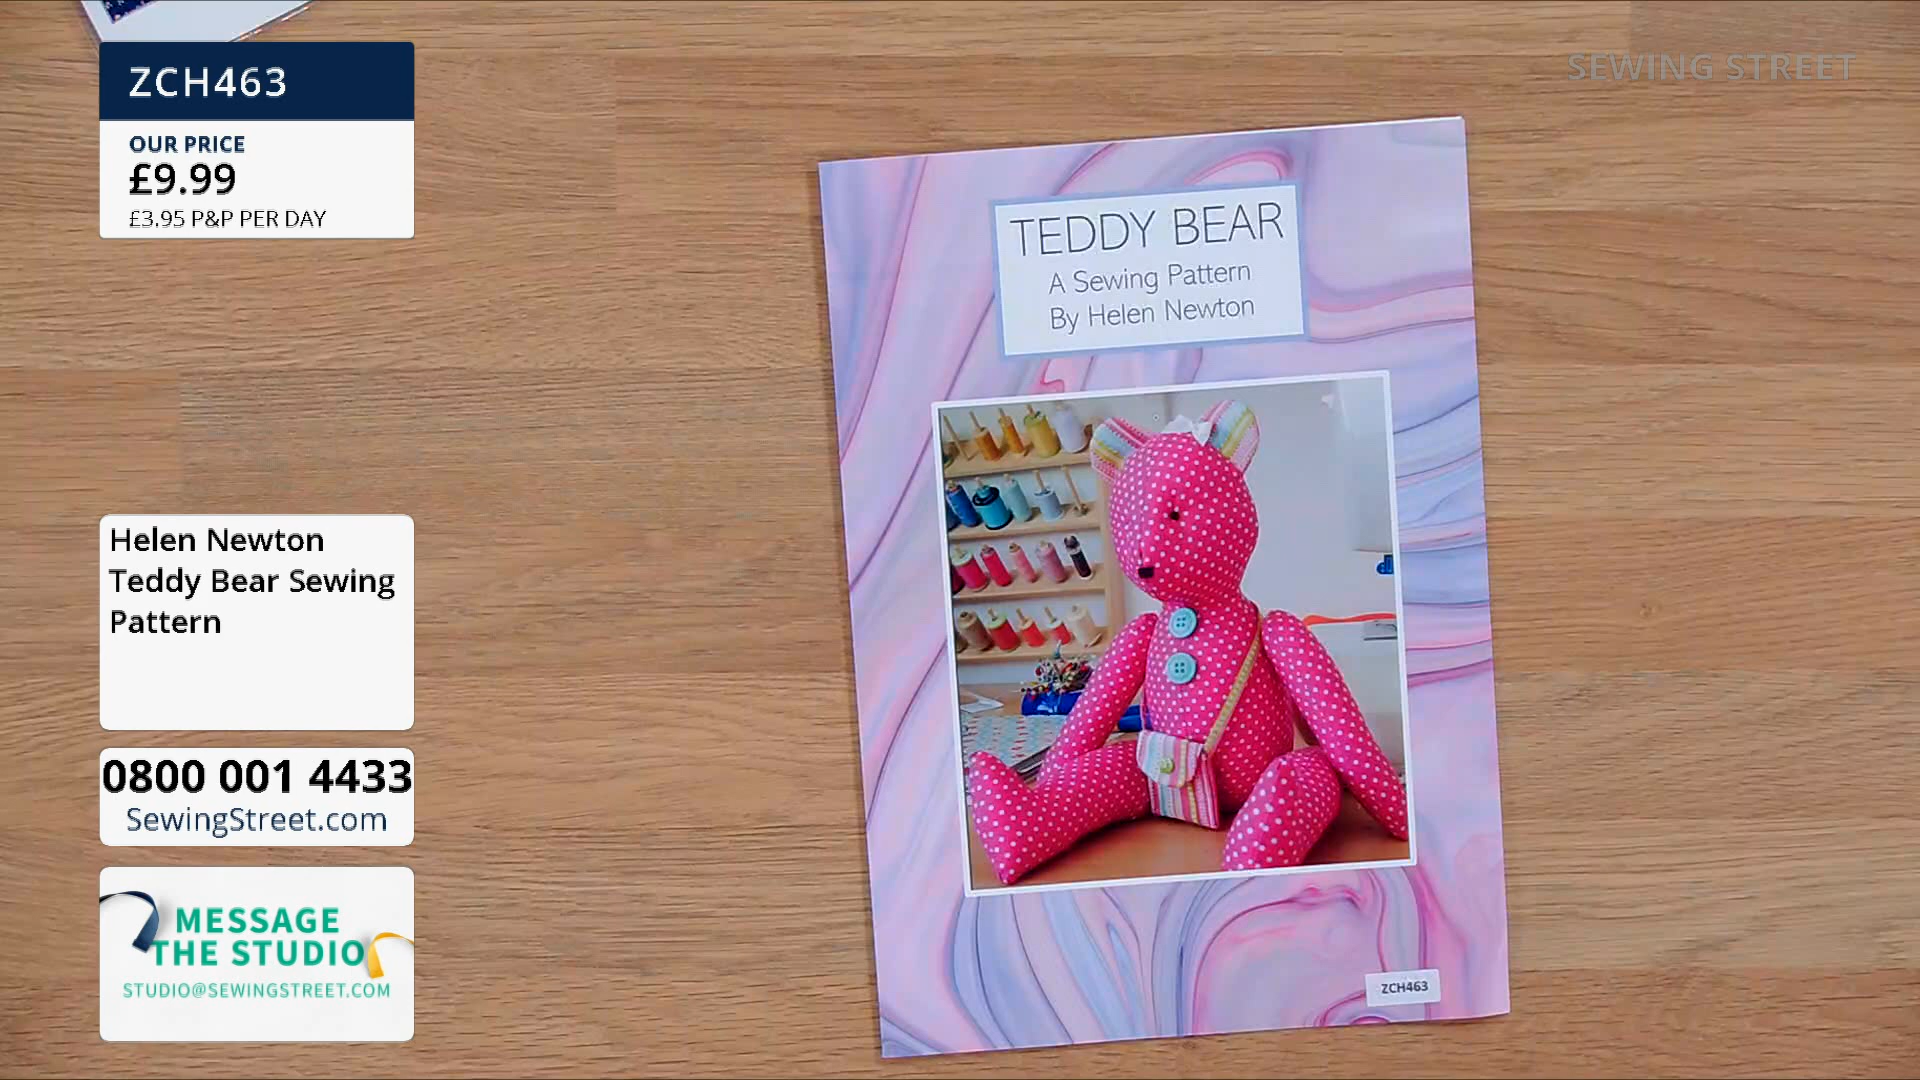 ZCH463
OUR PRICE
£9.99
£3.95 P&P PER DAY
SEWING STREET
TEDDY BEAR
A Sewing Pattern
By Helen Newton
Helen Newton
Teddy Bear Sewing
Pattern
0800 001 4433
SewingStreet.com
MESSAGE
THE STUDIO
STUDIO@SEWINGSTREET.COM
ZCH463